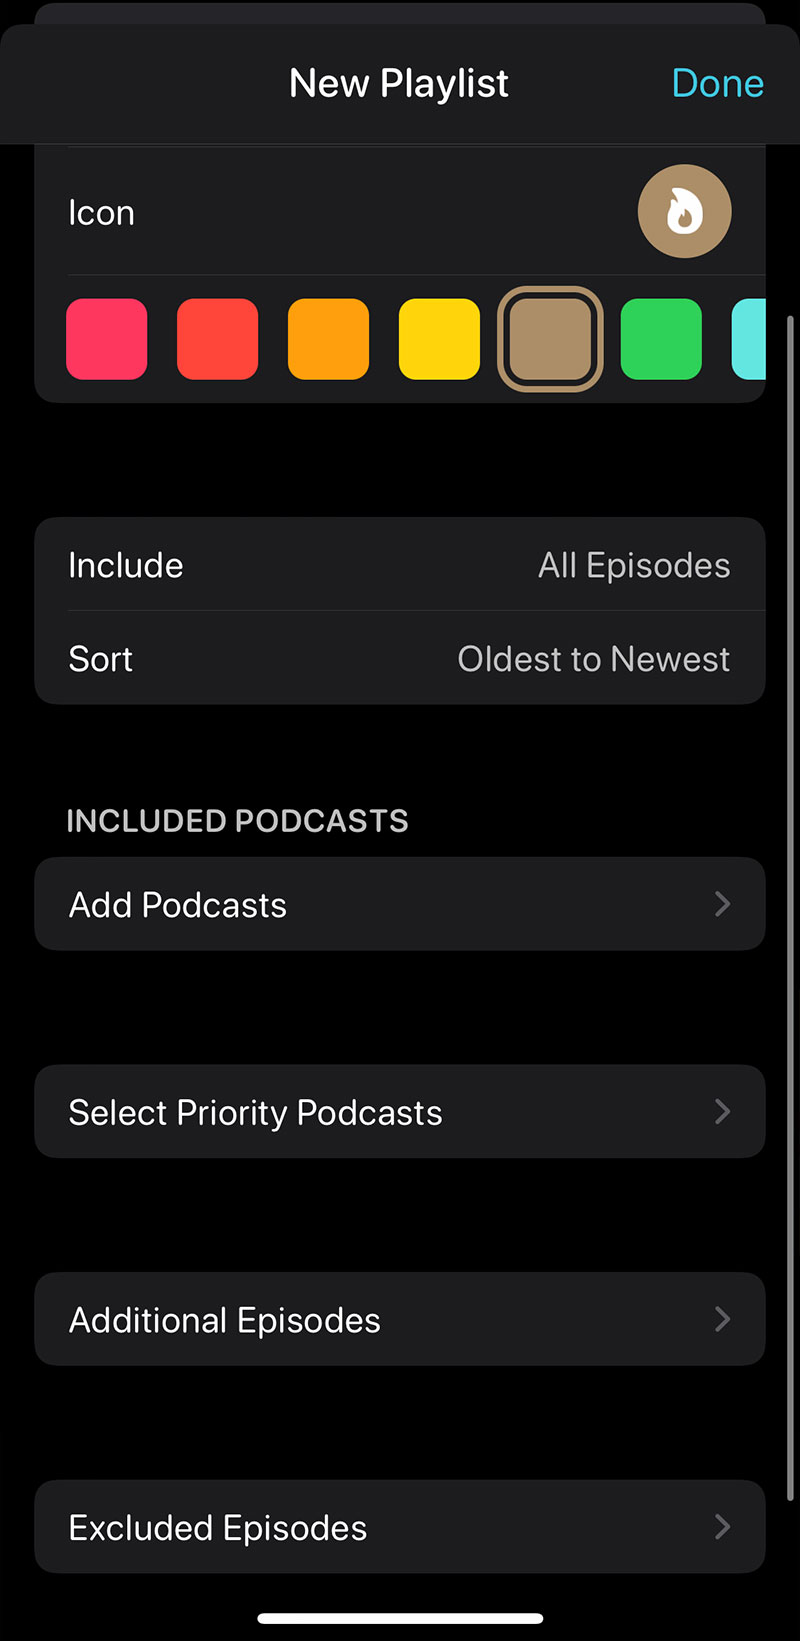 New Playlist
Done
Icon
Include
All Episodes
Sort
Oldest to Newest
INCLUDED PODCASTS
Add Podcasts
Select Priority Podcasts
Additional Episodes
Excluded Episodes